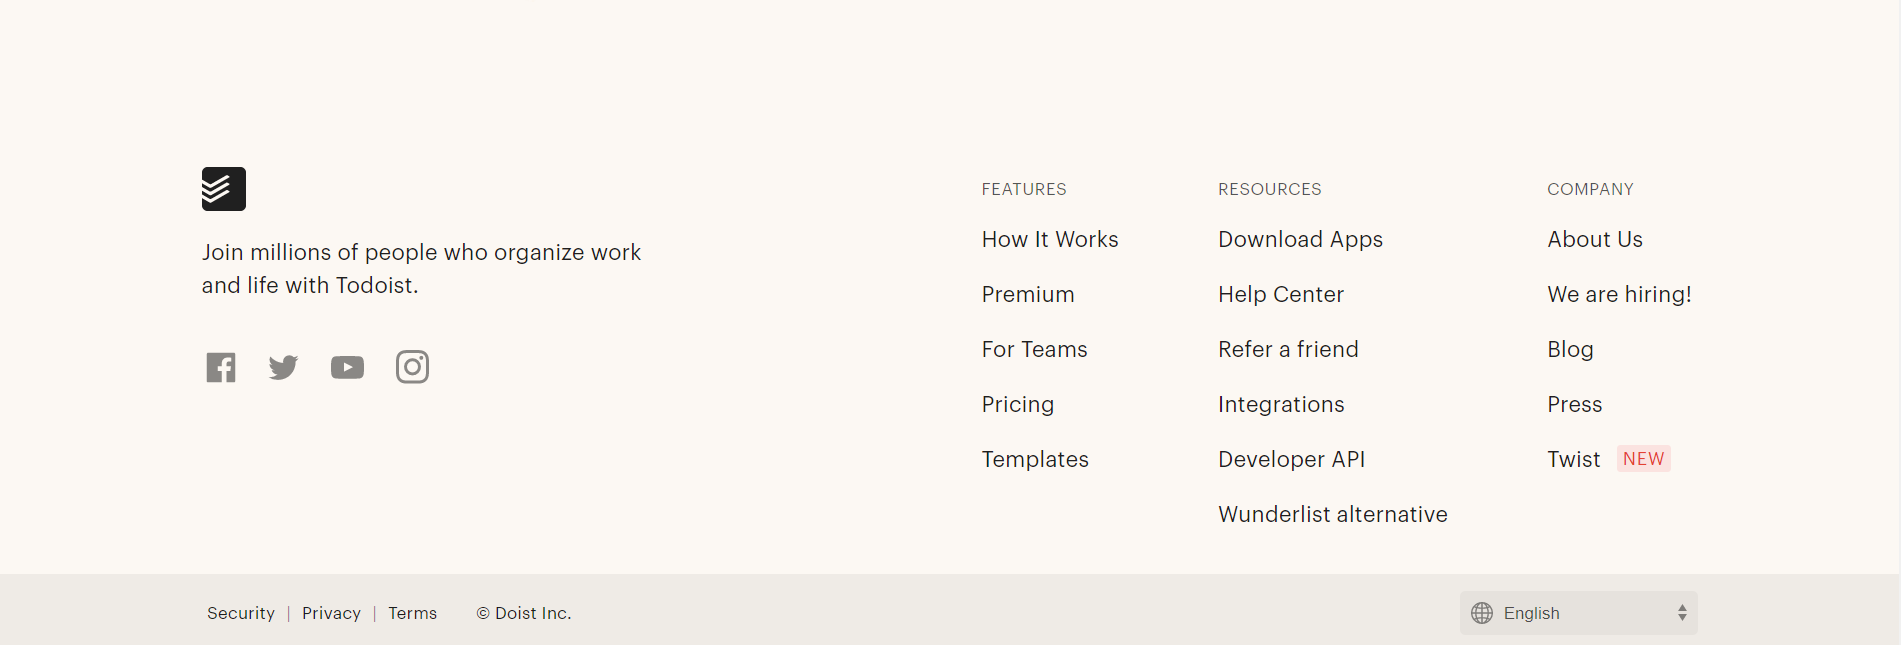 Join millions of people who organize work
and life with Todoist.
FEATURES
How It Works
Premium
For Teams
Pricing
Templates
RESOURCES
Download Apps
Help Center
Refer a friend
Integrations
Developer API
Wunderlist alternative
COMPANY
About Us
We are hiring!
Blog
Press
Twist NEW
Security | Privacy | Terms © Doist Inc.
English